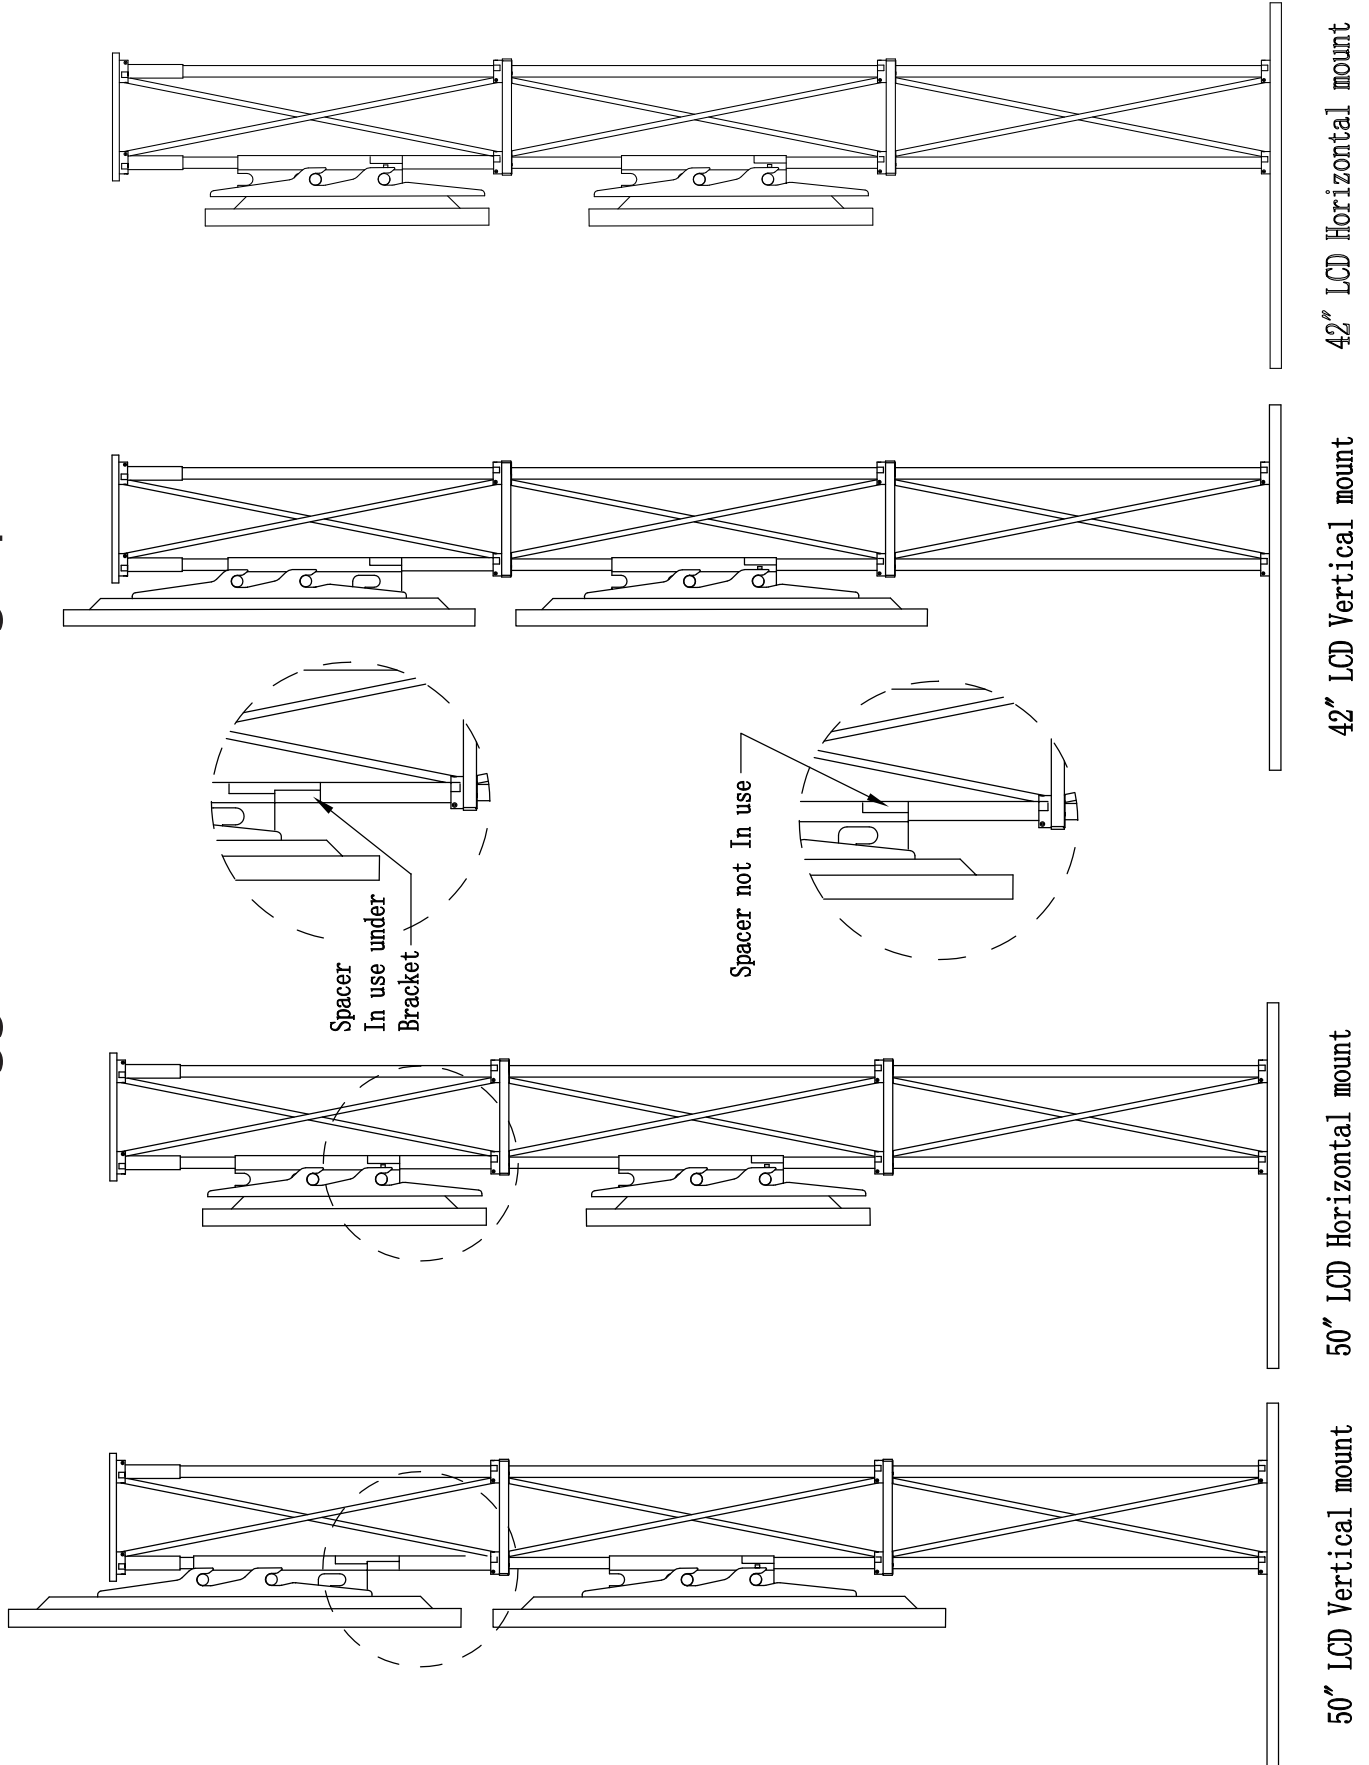 Spacer
In use under
Bracket
Spacer not In use
50" LCD Vertical mount
50" LCD Horizontal mount
42" LCD Vertical mount
42" LCD Horizontal mount